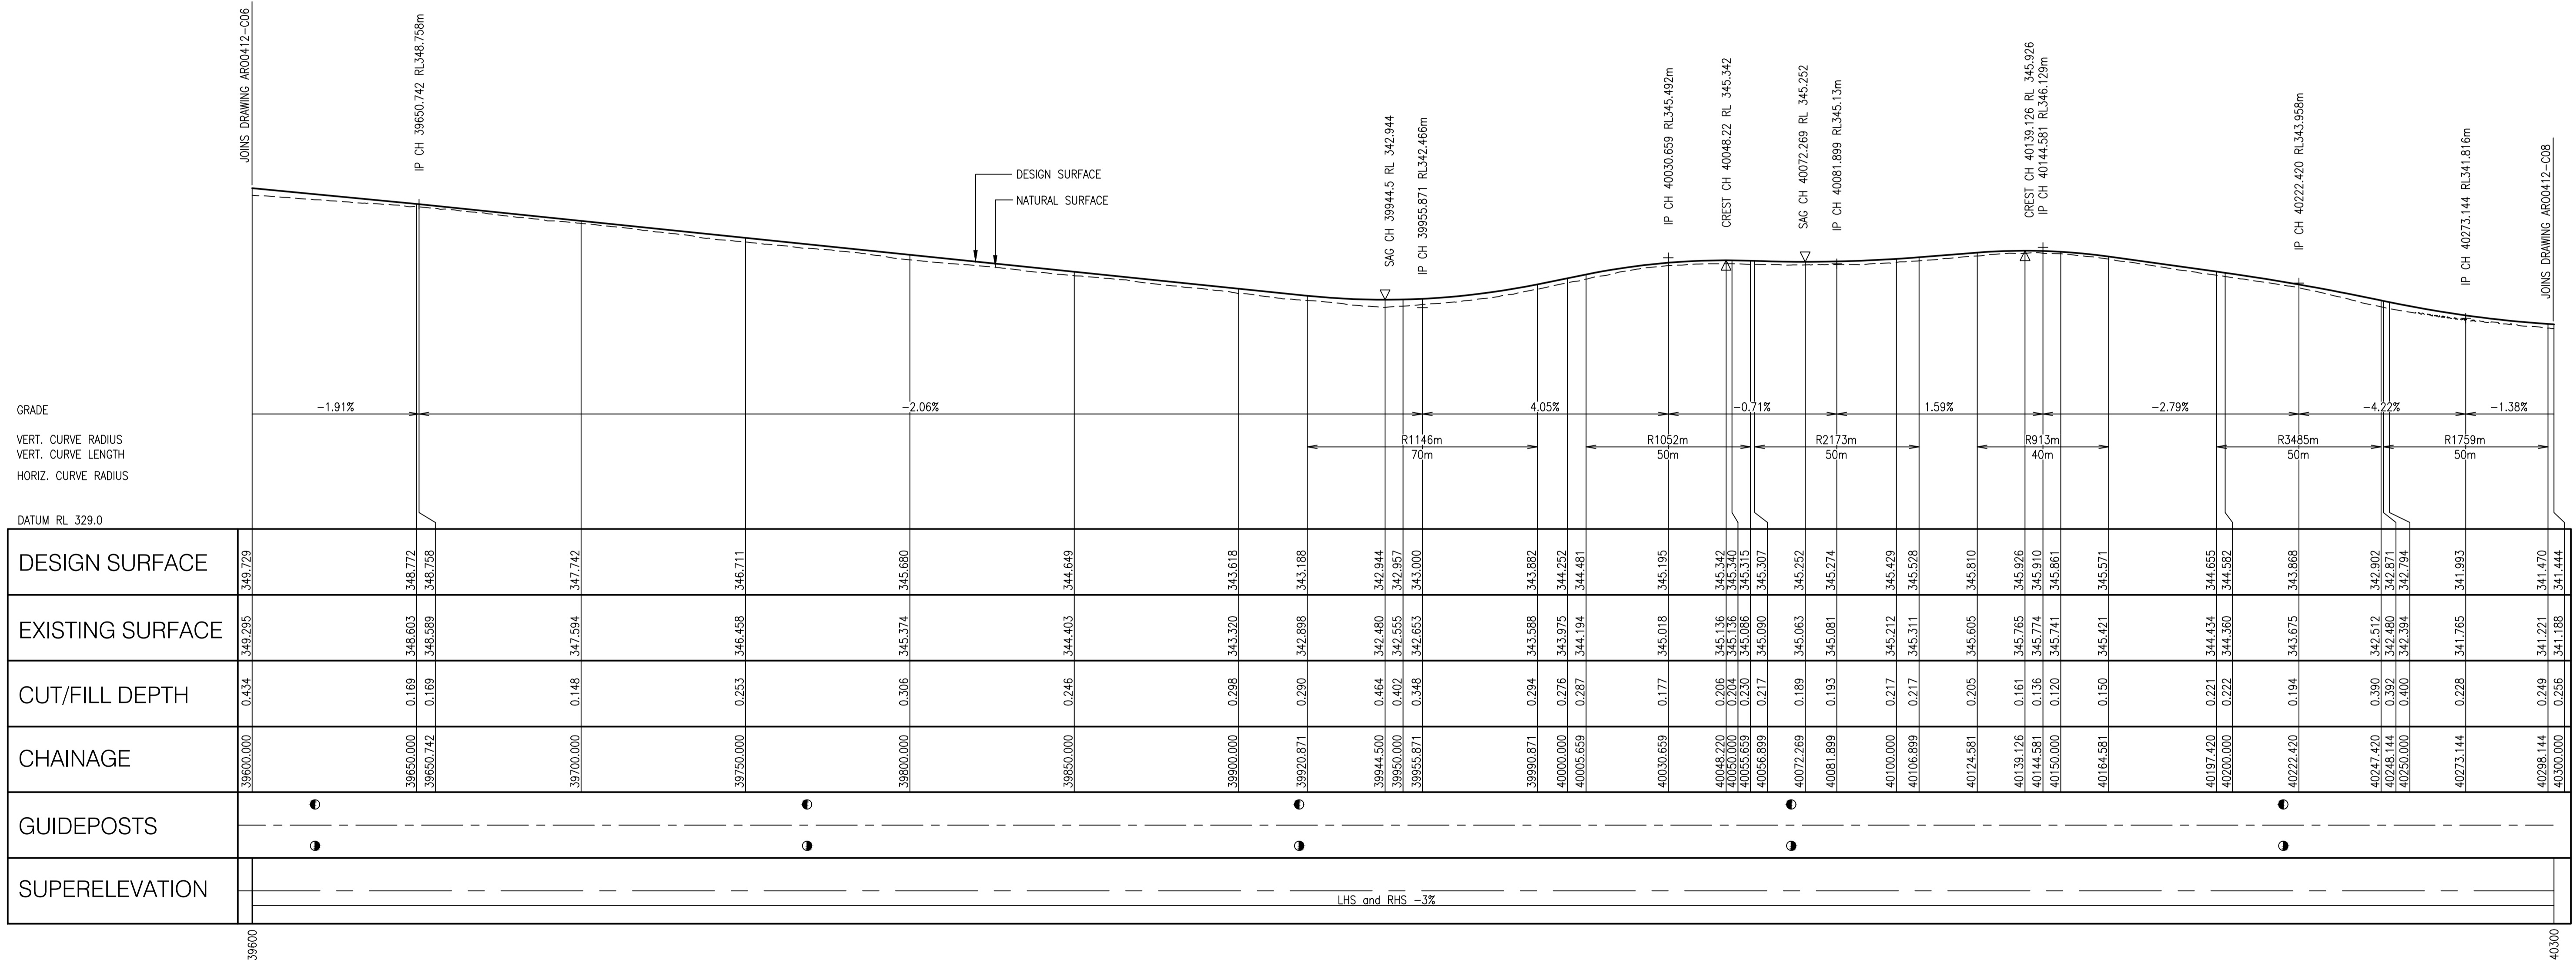 JOINS DRAWING ARO0412-C06
IP CH 39650.742 RL348.758m
SAG CH 39944.5 RL 342.944
IP CH 39955.871 RL342.466m
IP CH 40030.659 RL345.492m
CREST CH 40048.22 RL 345.342
SAG CH 40072.269 RL 345.252
IP CH 40081.899 RL345.13m
CREST CH 40139.126 RL 345.926
IP CH 40144.581 RL346.129m
IP CH 40222.420 RL343.958m
IP CH 40273.144 RL341.816m
JOINS DRAWING ARO0412-C08
DESIGN SURFACE
NATURAL SURFACE
GRADE -1.91% -2.06% 4.05% -0.71% 1.59% -2.79% -4.22% -1.38%
VERT. CURVE RADIUS R1146m R1052m R2173m R913m R3485m R1759m
VERT. CURVE LENGTH 70m 50m 50m 40m 50m 50m
HORIZ. CURVE RADIUS
DATUM RL 329.0
DESIGN SURFACE 349.729 348.772 348.758 347.742 346.711 345.680 344.649 343.618 343.188 342.944 342.957 343.000 343.882 344.252 344.481 345.195 345.342 345.340 345.315 345.307 345.252 345.274 345.429 345.528 345.810 345.926 345.910 345.861 345.571 344.655 344.582 343.868 342.902 342.871 342.794 341.993 341.470 341.444
EXISTING SURFACE 349.295 348.603 348.589 347.594 346.458 345.374 344.403 343.320 342.898 342.480 342.555 342.653 343.588 343.975 344.194 345.018 345.136 345.136 345.086 345.090 345.063 345.081 345.212 345.311 345.605 345.765 345.774 345.741 345.421 344.434 344.360 343.675 342.512 342.480 342.394 341.765 341.221 341.188
CUT/FILL DEPTH 0.434 0.169 0.169 0.148 0.253 0.306 0.246 0.298 0.290 0.464 0.402 0.348 0.294 0.276 0.287 0.177 0.206 0.204 0.230 0.217 0.189 0.193 0.217 0.217 0.205 0.161 0.136 0.120 0.150 0.221 0.222 0.194 0.390 0.392 0.400 0.228 0.249 0.256
CHAINAGE 39600.000 39650.000 39650.742 39700.000 39750.000 39800.000 39850.000 39900.000 39920.871 39944.500 39950.000 39955.871 39990.871 40000.000 40005.659 40030.659 40048.220 40050.000 40055.659 40056.899 40072.269 40081.899 40100.000 40106.899 40124.581 40139.126 40144.581 40150.000 40164.581 40197.420 40200.000 40222.420 40247.420 40248.144 40250.000 40273.144 40298.144 40300.000
GUIDEPOSTS
SUPERELEVATION
LHS and RHS -3%
39600
40300